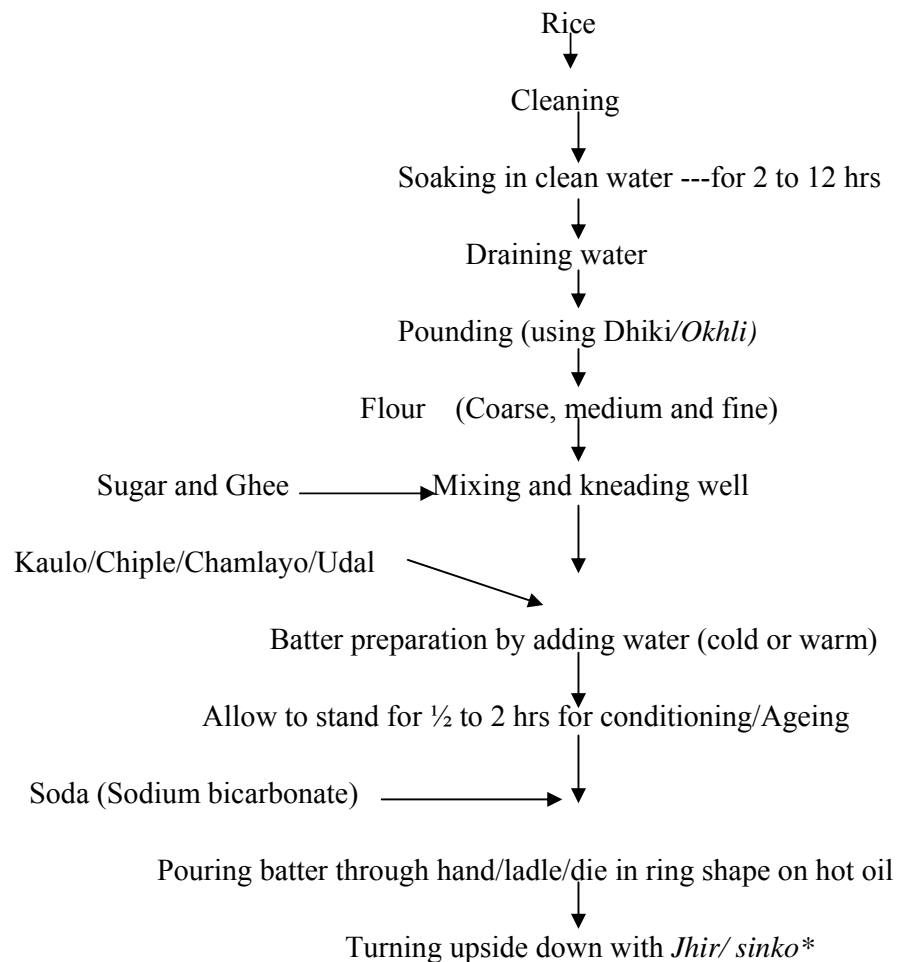 Rice
Cleaning
Soaking in clean water ---for 2 to 12 hrs
Draining water
Pounding (using Dhiki/Okhli)
Flour (Coarse, medium and fine)
Sugar and Ghee Mixing and kneading well
Kaulo/Chiple/Chamlayo/Udal
Batter preparation by adding water (cold or warm)
Allow to stand for ½ to 2 hrs for conditioning/Ageing
Soda (Sodium bicarbonate)
Pouring batter through hand/ladle/die in ring shape on hot oil
Turning upside down with Jhir/ sinko*